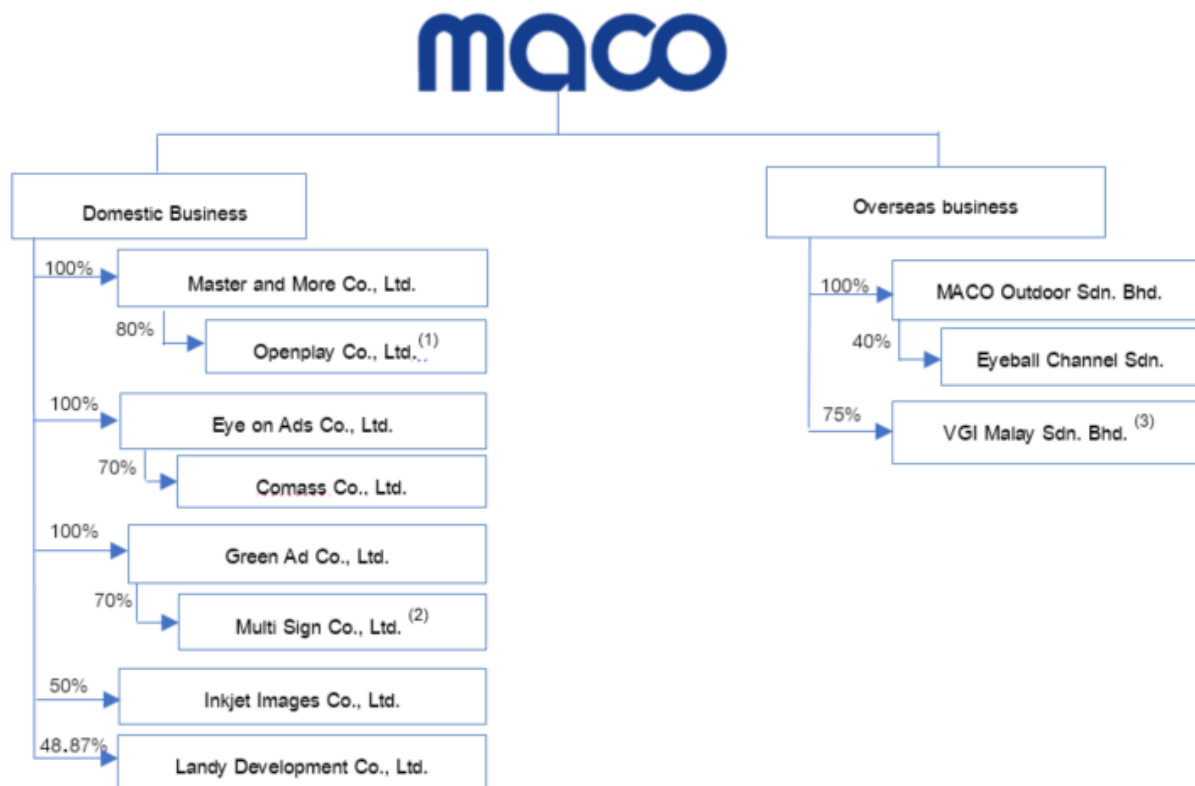 maco
Domestic Business
Overseas business
100%
Master and More Co., Ltd.
80%
Openplay Co., Ltd. (1)
100%
Eye on Ads Co., Ltd.
70%
Comass Co., Ltd.
100%
Green Ad Co., Ltd.
70%
Multi Sign Co., Ltd. (2)
50%
Inkjet Images Co., Ltd.
48.87%
Landy Development Co., Ltd.
100%
MACO Outdoor Sdn. Bhd.
40%
Eyeball Channel Sdn.
75%
VGI Malay Sdn. Bhd. (3)